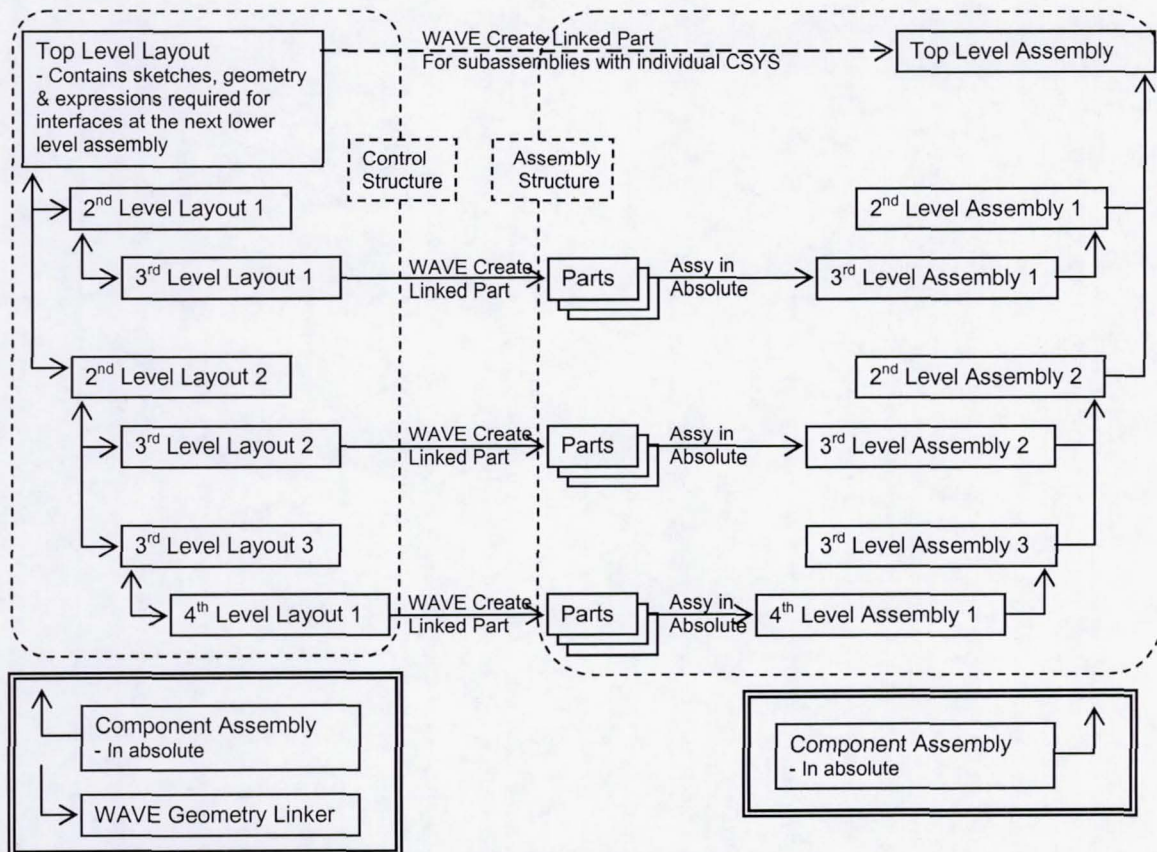 Top Level Layout
- Contains sketches, geometry
& expressions required for
interfaces at the next lower
level assembly
WAVE Create Linked Part
For subassemblies with individual CSYS
Top Level Assembly
Control
Structure
Assembly
Structure
2nd Level Layout 1
2nd Level Assembly 1
3rd Level Layout 1
WAVE Create
Linked Part
Parts
Assy in
Absolute
3rd Level Assembly 1
2nd Level Layout 2
2nd Level Assembly 2
3rd Level Layout 2
WAVE Create
Linked Part
Parts
Assy in
Absolute
3rd Level Assembly 2
3rd Level Layout 3
3rd Level Assembly 3
4th Level Layout 1
WAVE Create
Linked Part
Parts
Assy in
Absolute
4th Level Assembly 1
Component Assembly
- In absolute
WAVE Geometry Linker
Component Assembly
- In absolute